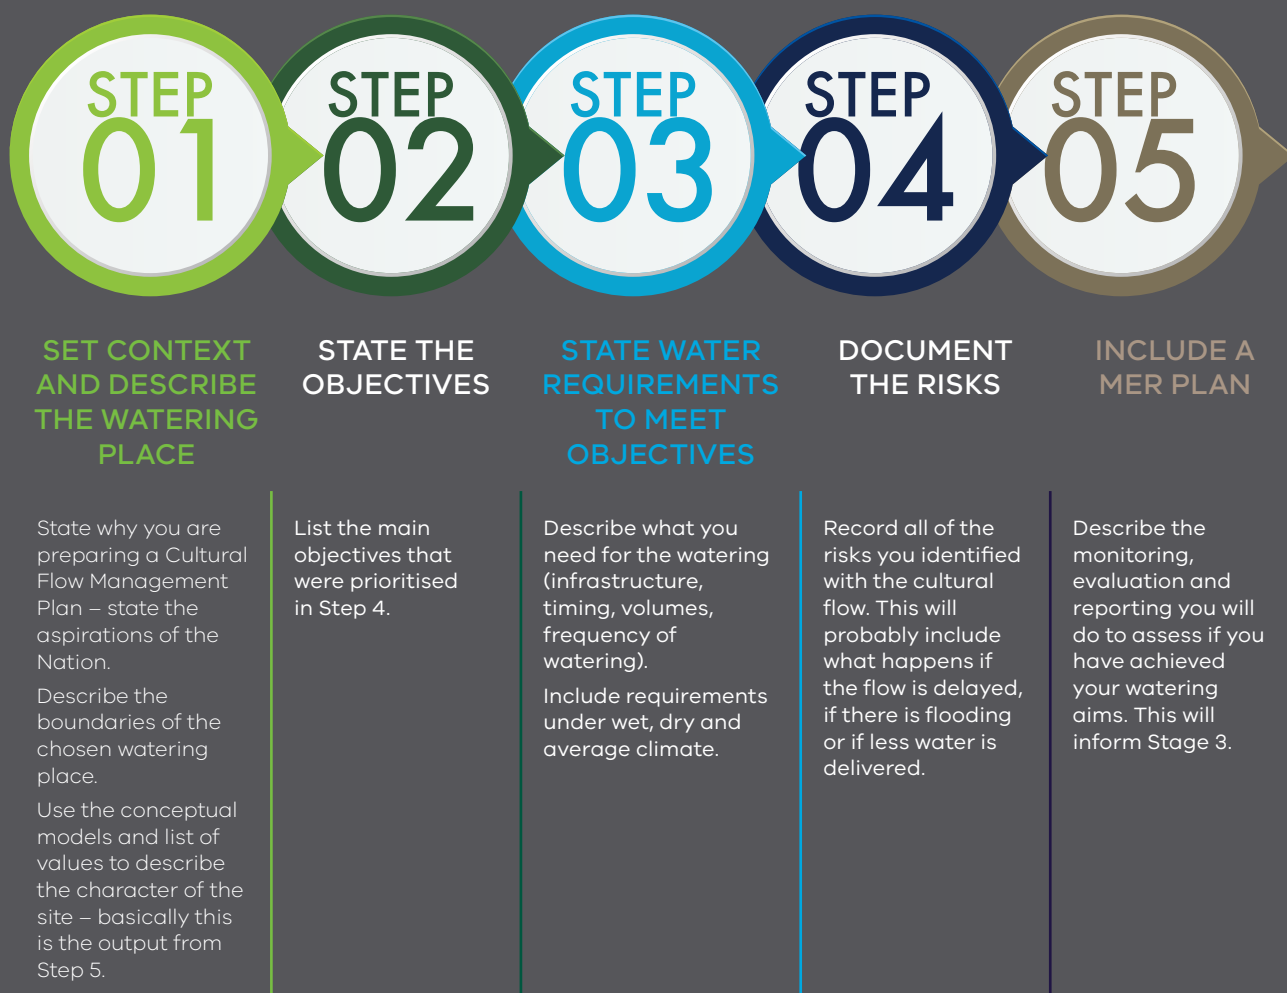 STEP
01
STEP
02
STEP
03
STEP
04
STEP
05
SET CONTEXT
AND DESCRIBE
THE WATERING
PLACE
STATE THE
OBJECTIVES
STATE WATER
REQUIREMENTS
TO MEET
OBJECTIVES
DOCUMENT
THE RISKS
INCLUDE A
MER PLAN
State why you are
preparing a Cultural
Flow Management
Plan – state the
aspirations of the
Nation.
Describe the
boundaries of the
chosen watering
place.
Use the conceptual
models and list of
values to describe
the character of the
site – basically this
is the output from
Step 5.
List the main
objectives that
were prioritised
in Step 4.
Describe what you
need for the watering
(infrastructure,
timing, volumes,
frequency of
watering).
Include requirements
under wet, dry and
average climate.
Record all of the
risks you identified
with the cultural
flow. This will
probably include
what happens if
the flow is delayed,
if there is flooding
or if less water is
delivered.
Describe the
monitoring,
evaluation and
reporting you will
do to assess if you
have achieved
your watering
aims. This will
inform Stage 3.